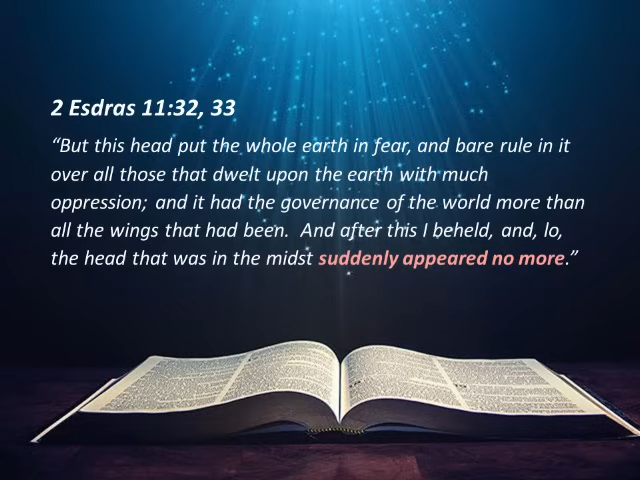 2 Esdras 11:32, 33
“But this head put the whole earth in fear, and bare rule in it
over all those that dwelt upon the earth with much
oppression; and it had the governance of the world more than
all the wings that had been. And after this I beheld, and, lo,
the head that was in the midst suddenly appeared no more.”